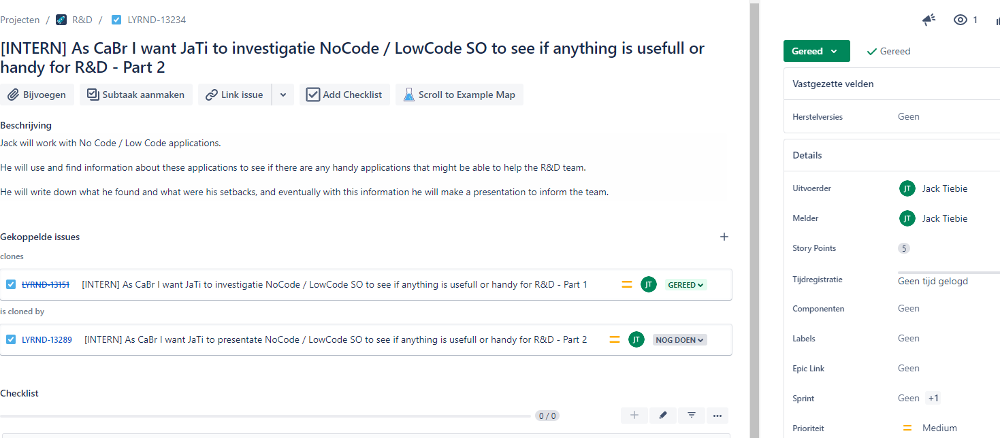 Projecten / R&D / LYRND-13234
1
[INTERN] As CaBr I want JaTi to investigatie NoCode / LowCode SO to see if anything is usefull or
handy for R&D - Part 2
Bijvoegen Subtaak aanmaken Link issue Add Checklist Scroll to Example Map
Beschrijving
Jack will work with No Code / Low Code applications.
He will use and find information about these applications to see if there are any handy applications that might be able to help the R&D team.
He will write down what he found and what were his setbacks, and eventually with this information he will make a presentation to inform the team.
Gekoppelde issues
clones
LYRND-13151 [INTERN] As CaBr I want JaTi to investigatie NoCode / LowCode SO to see if anything is usefull or handy for R&D - Part 1 JT GEREED
is cloned by
LYRND-13289 [INTERN] As CaBr I want JaTi to presentate NoCode / LowCode SO to see if anything is usefull or handy for R&D - Part 2 JT NOG DOEN
Checklist
0 / 0
Gereed Gereed
Vastgezette velden
Herstelversies Geen
Details
Uitvoerder JT Jack Tiebie
Melder JT Jack Tiebie
Story Points 5
Tijdregistratie Geen tijd gelogd
Componenten Geen
Labels Geen
Epic Link Geen
Sprint Geen +1
Prioriteit Medium